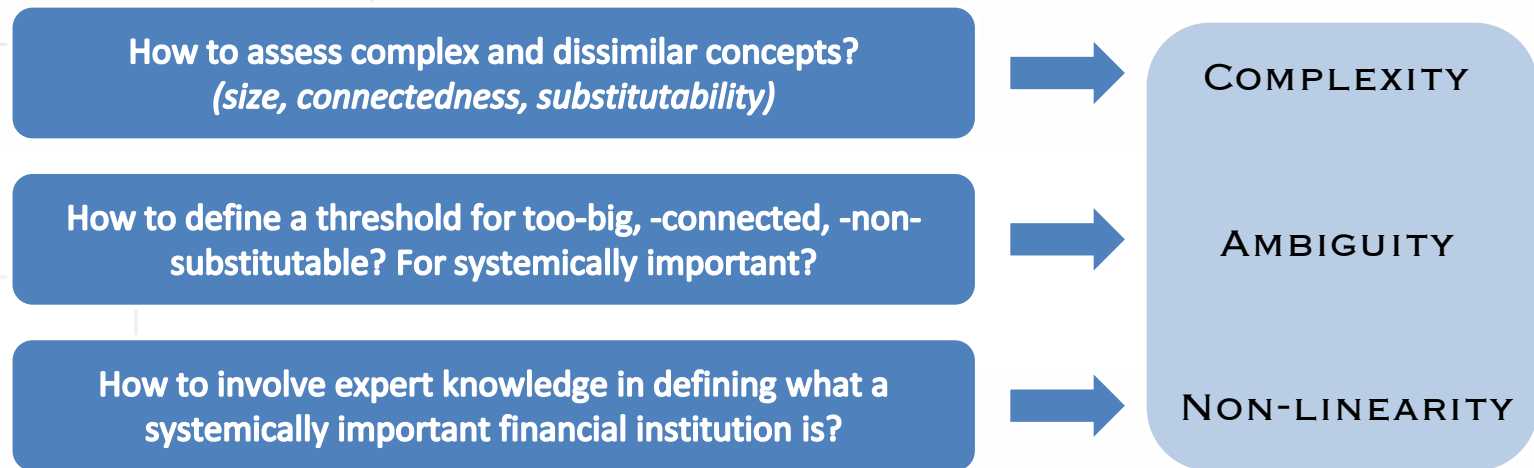 How to assess complex and dissimilar concepts?
(size, connectedness, substitutability)
COMPLEXITY
How to define a threshold for too-big, -connected, -non-
substitutable? For systemically important?
AMBIGUITY
How to involve expert knowledge in defining what a
systemically important financial institution is?
NON-LINEARITY